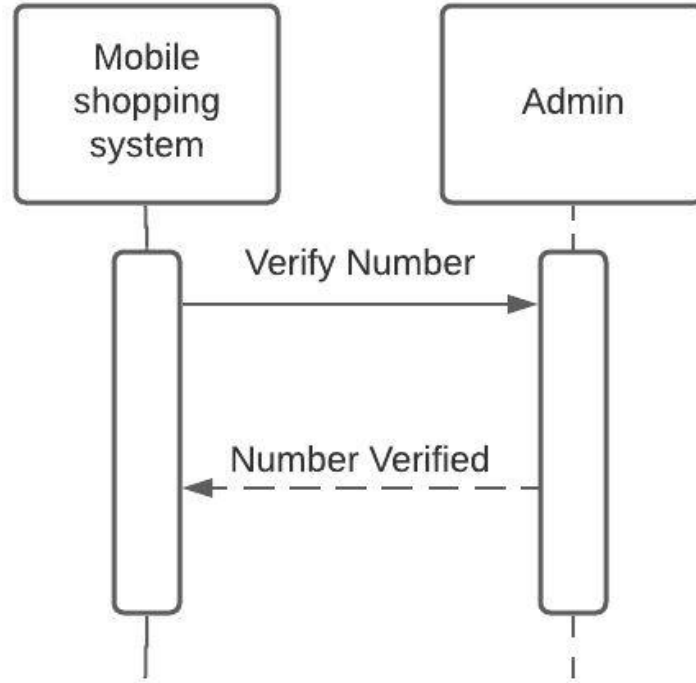 Mobile
shopping
system
Admin
Verify Number
Number Verified